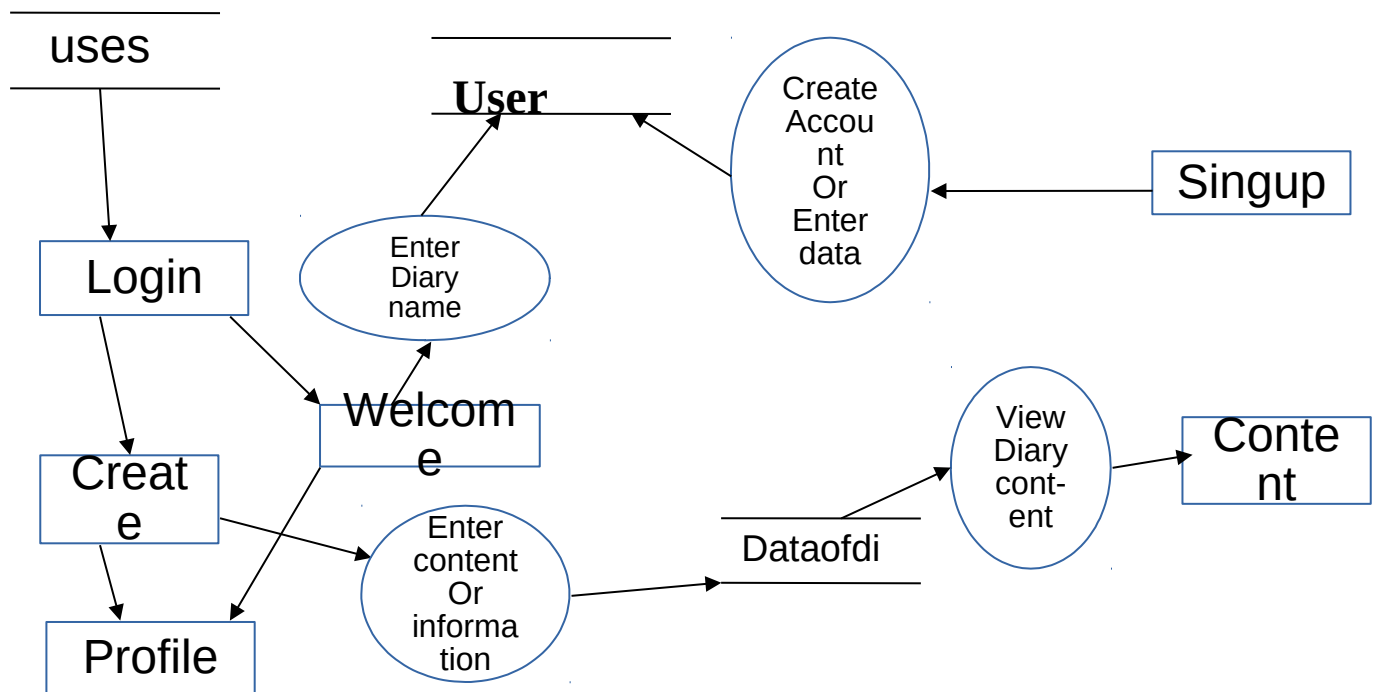 uses
User
Create
Accou
nt
Or
Enter
data
Singup
Login
Enter
Diary
name
Welcom
e
Creat
e
Enter
content
Or
informa
tion
Profile
Dataofdi
View
Diary
cont-
ent
Conte
nt